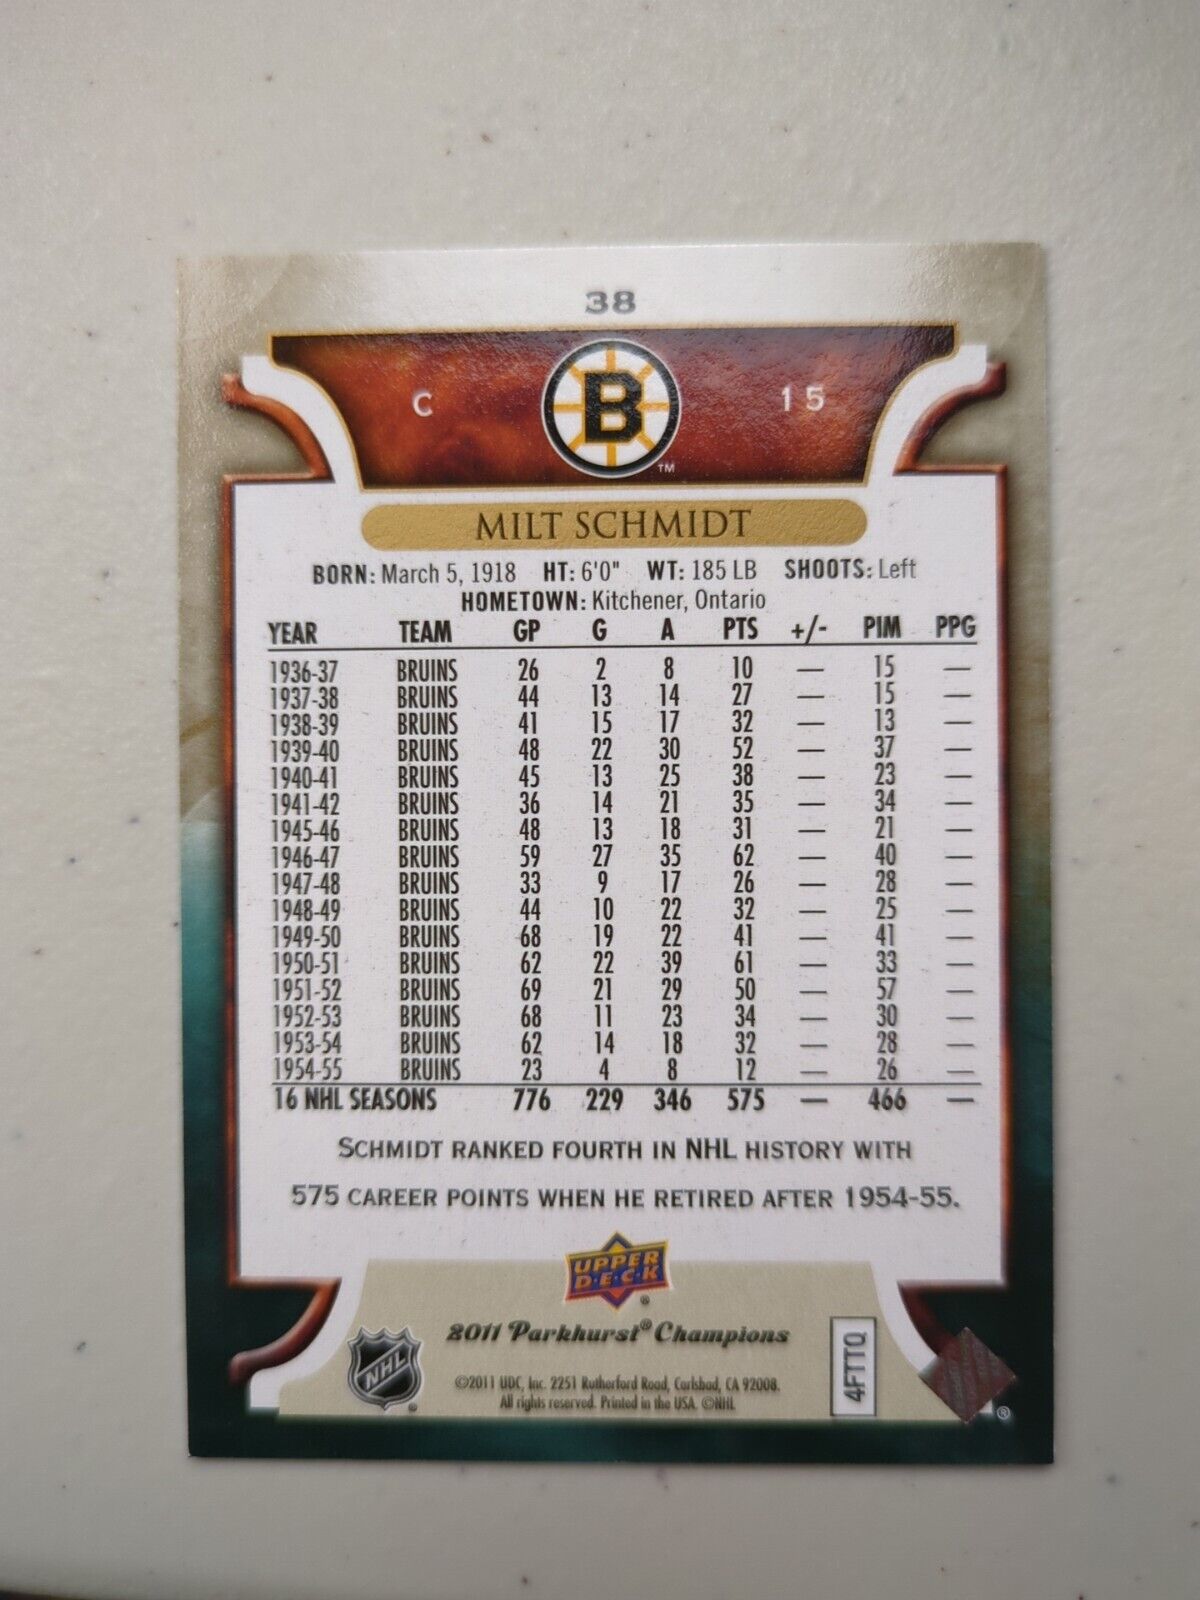 38
C B 15
TM
MILT SCHMIDT
BORN: March 5, 1918 HT: 6'0" WT: 185 LB SHOOTS: Left
HOMETOWN: Kitchener, Ontario
YEAR TEAM GP G A PTS +/- PIM PPG
1936-37 BRUINS 26 2 8 10 — 15 —
1937-38 BRUINS 44 13 14 27 — 15 —
1938-39 BRUINS 41 15 17 32 — 13 —
1939-40 BRUINS 48 22 30 52 — 37 —
1940-41 BRUINS 45 13 25 38 — 23 —
1941-42 BRUINS 36 14 21 35 — 34 —
1945-46 BRUINS 48 13 18 31 — 21 —
1946-47 BRUINS 59 27 35 62 — 40 —
1947-48 BRUINS 33 9 17 26 — 28 —
1948-49 BRUINS 44 10 22 32 — 25 —
1949-50 BRUINS 68 19 22 41 — 41 —
1950-51 BRUINS 62 22 39 61 — 33 —
1951-52 BRUINS 69 21 29 50 — 57 —
1952-53 BRUINS 68 11 23 34 — 30 —
1953-54 BRUINS 62 14 18 32 — 28 —
1954-55 BRUINS 23 4 8 12 — 26 —
16 NHL SEASONS 776 229 346 575 — 466 —
SCHMIDT RANKED FOURTH IN NHL HISTORY WITH
575 CAREER POINTS WHEN HE RETIRED AFTER 1954-55.
UPPER
D·E·C·K
®
2011 Parkhurst® Champions
NHL
®
©2011 UDC, Inc. 2251 Rutherford Road, Carlsbad, CA 92008.
All rights reserved. Printed in the USA. ©NHL
4FTTQ
®